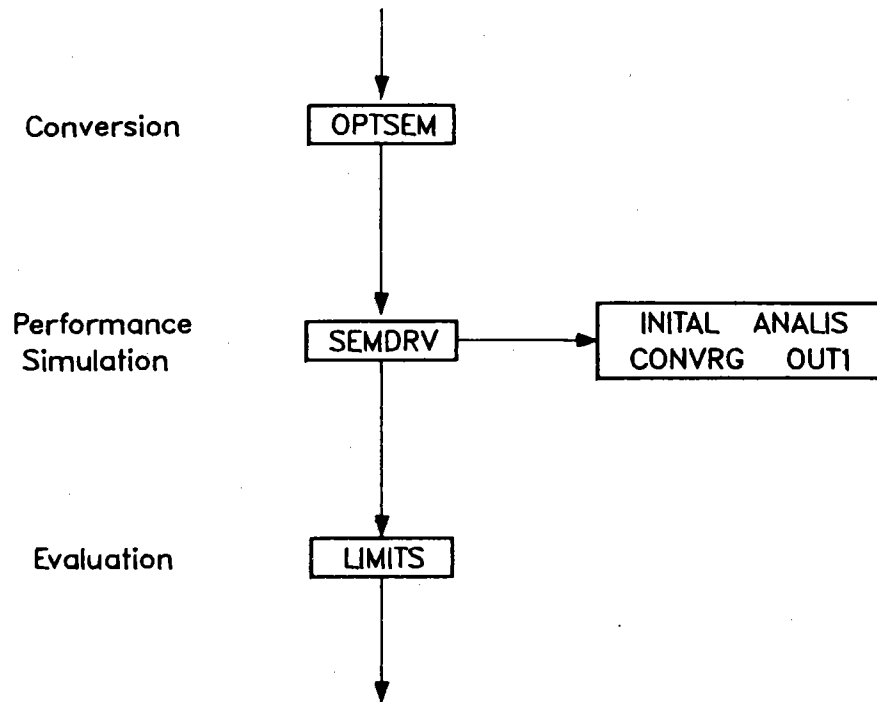 Conversion
OPTSEM
Performance
Simulation
SEMDRV
INITAL ANALIS
CONVRG OUT1
Evaluation
LIMITS